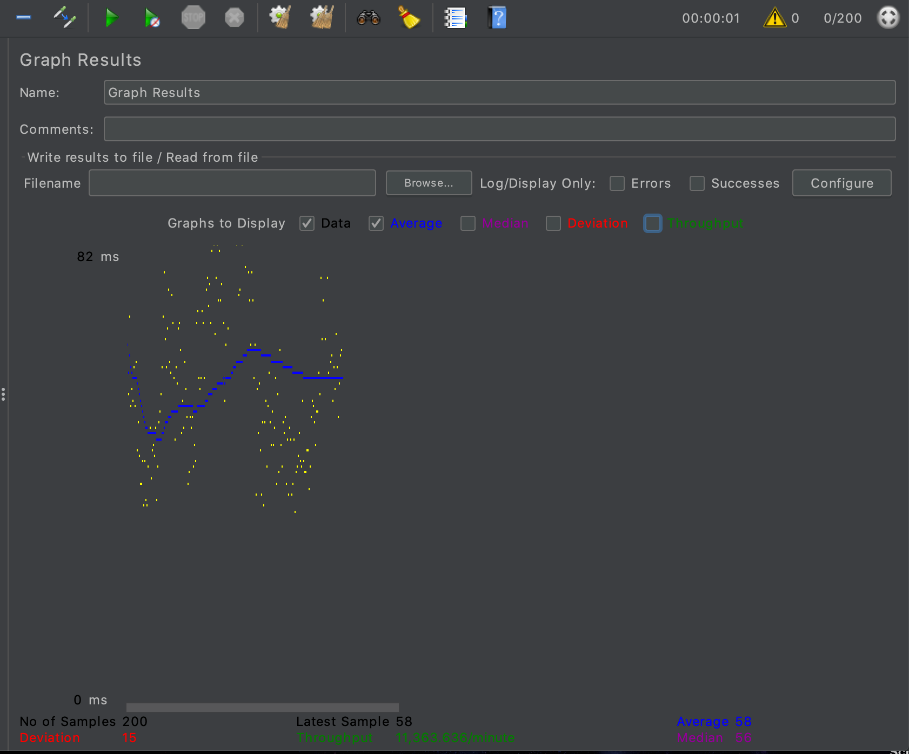 STOP
00:00:01 0 0/200
Graph Results
Name: Graph Results
Comments:
Write results to file / Read from file
Filename Browse... Log/Display Only: Errors Successes Configure
Graphs to Display Data Average Median Deviation Throughput
82 ms
0 ms
No of Samples 200 Latest Sample 58 Average 58
Deviation 15 Throughput 11,363.636/minute Median